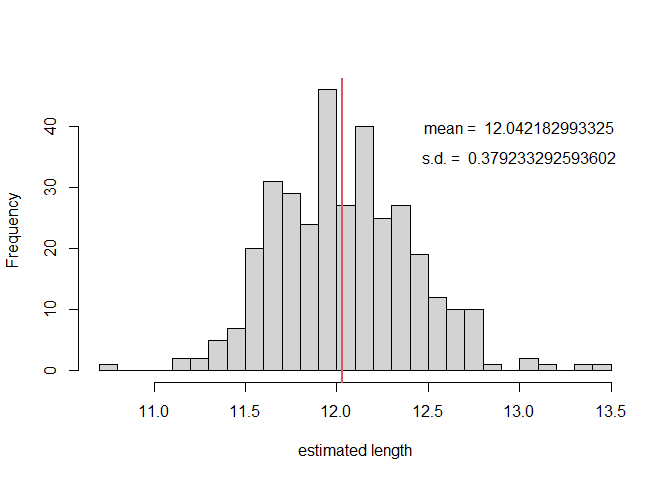 mean = 12.042182993325
s.d. = 0.379233292593602
Frequency
40
30
20
10
0
11.0 11.5 12.0 12.5 13.0 13.5
estimated length